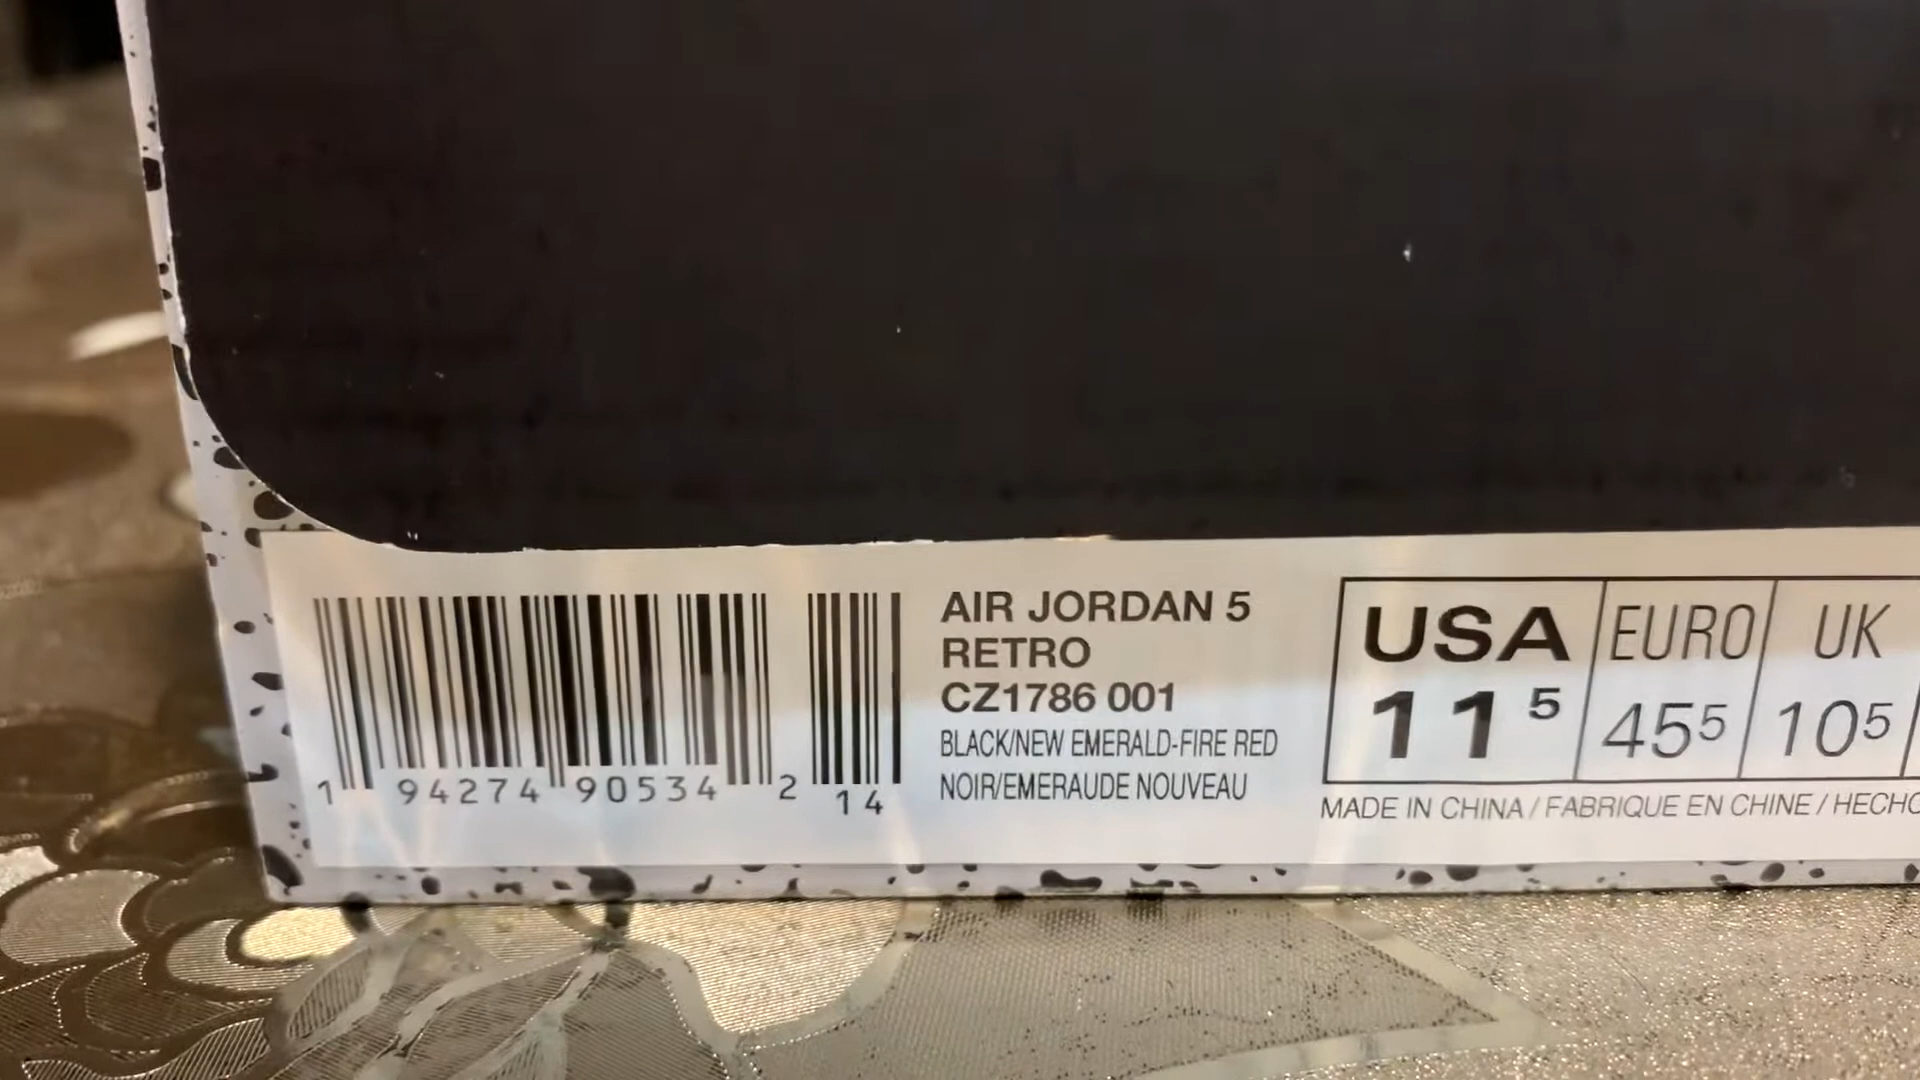 1 94274 90534 2 14
AIR JORDAN 5
RETRO
CZ1786 001
BLACK/NEW EMERALD-FIRE RED
NOIR/EMERAUDE NOUVEAU
USA EURO UK
11⁵ 45⁵ 10⁵
MADE IN CHINA / FABRIQUE EN CHINE / HECHO